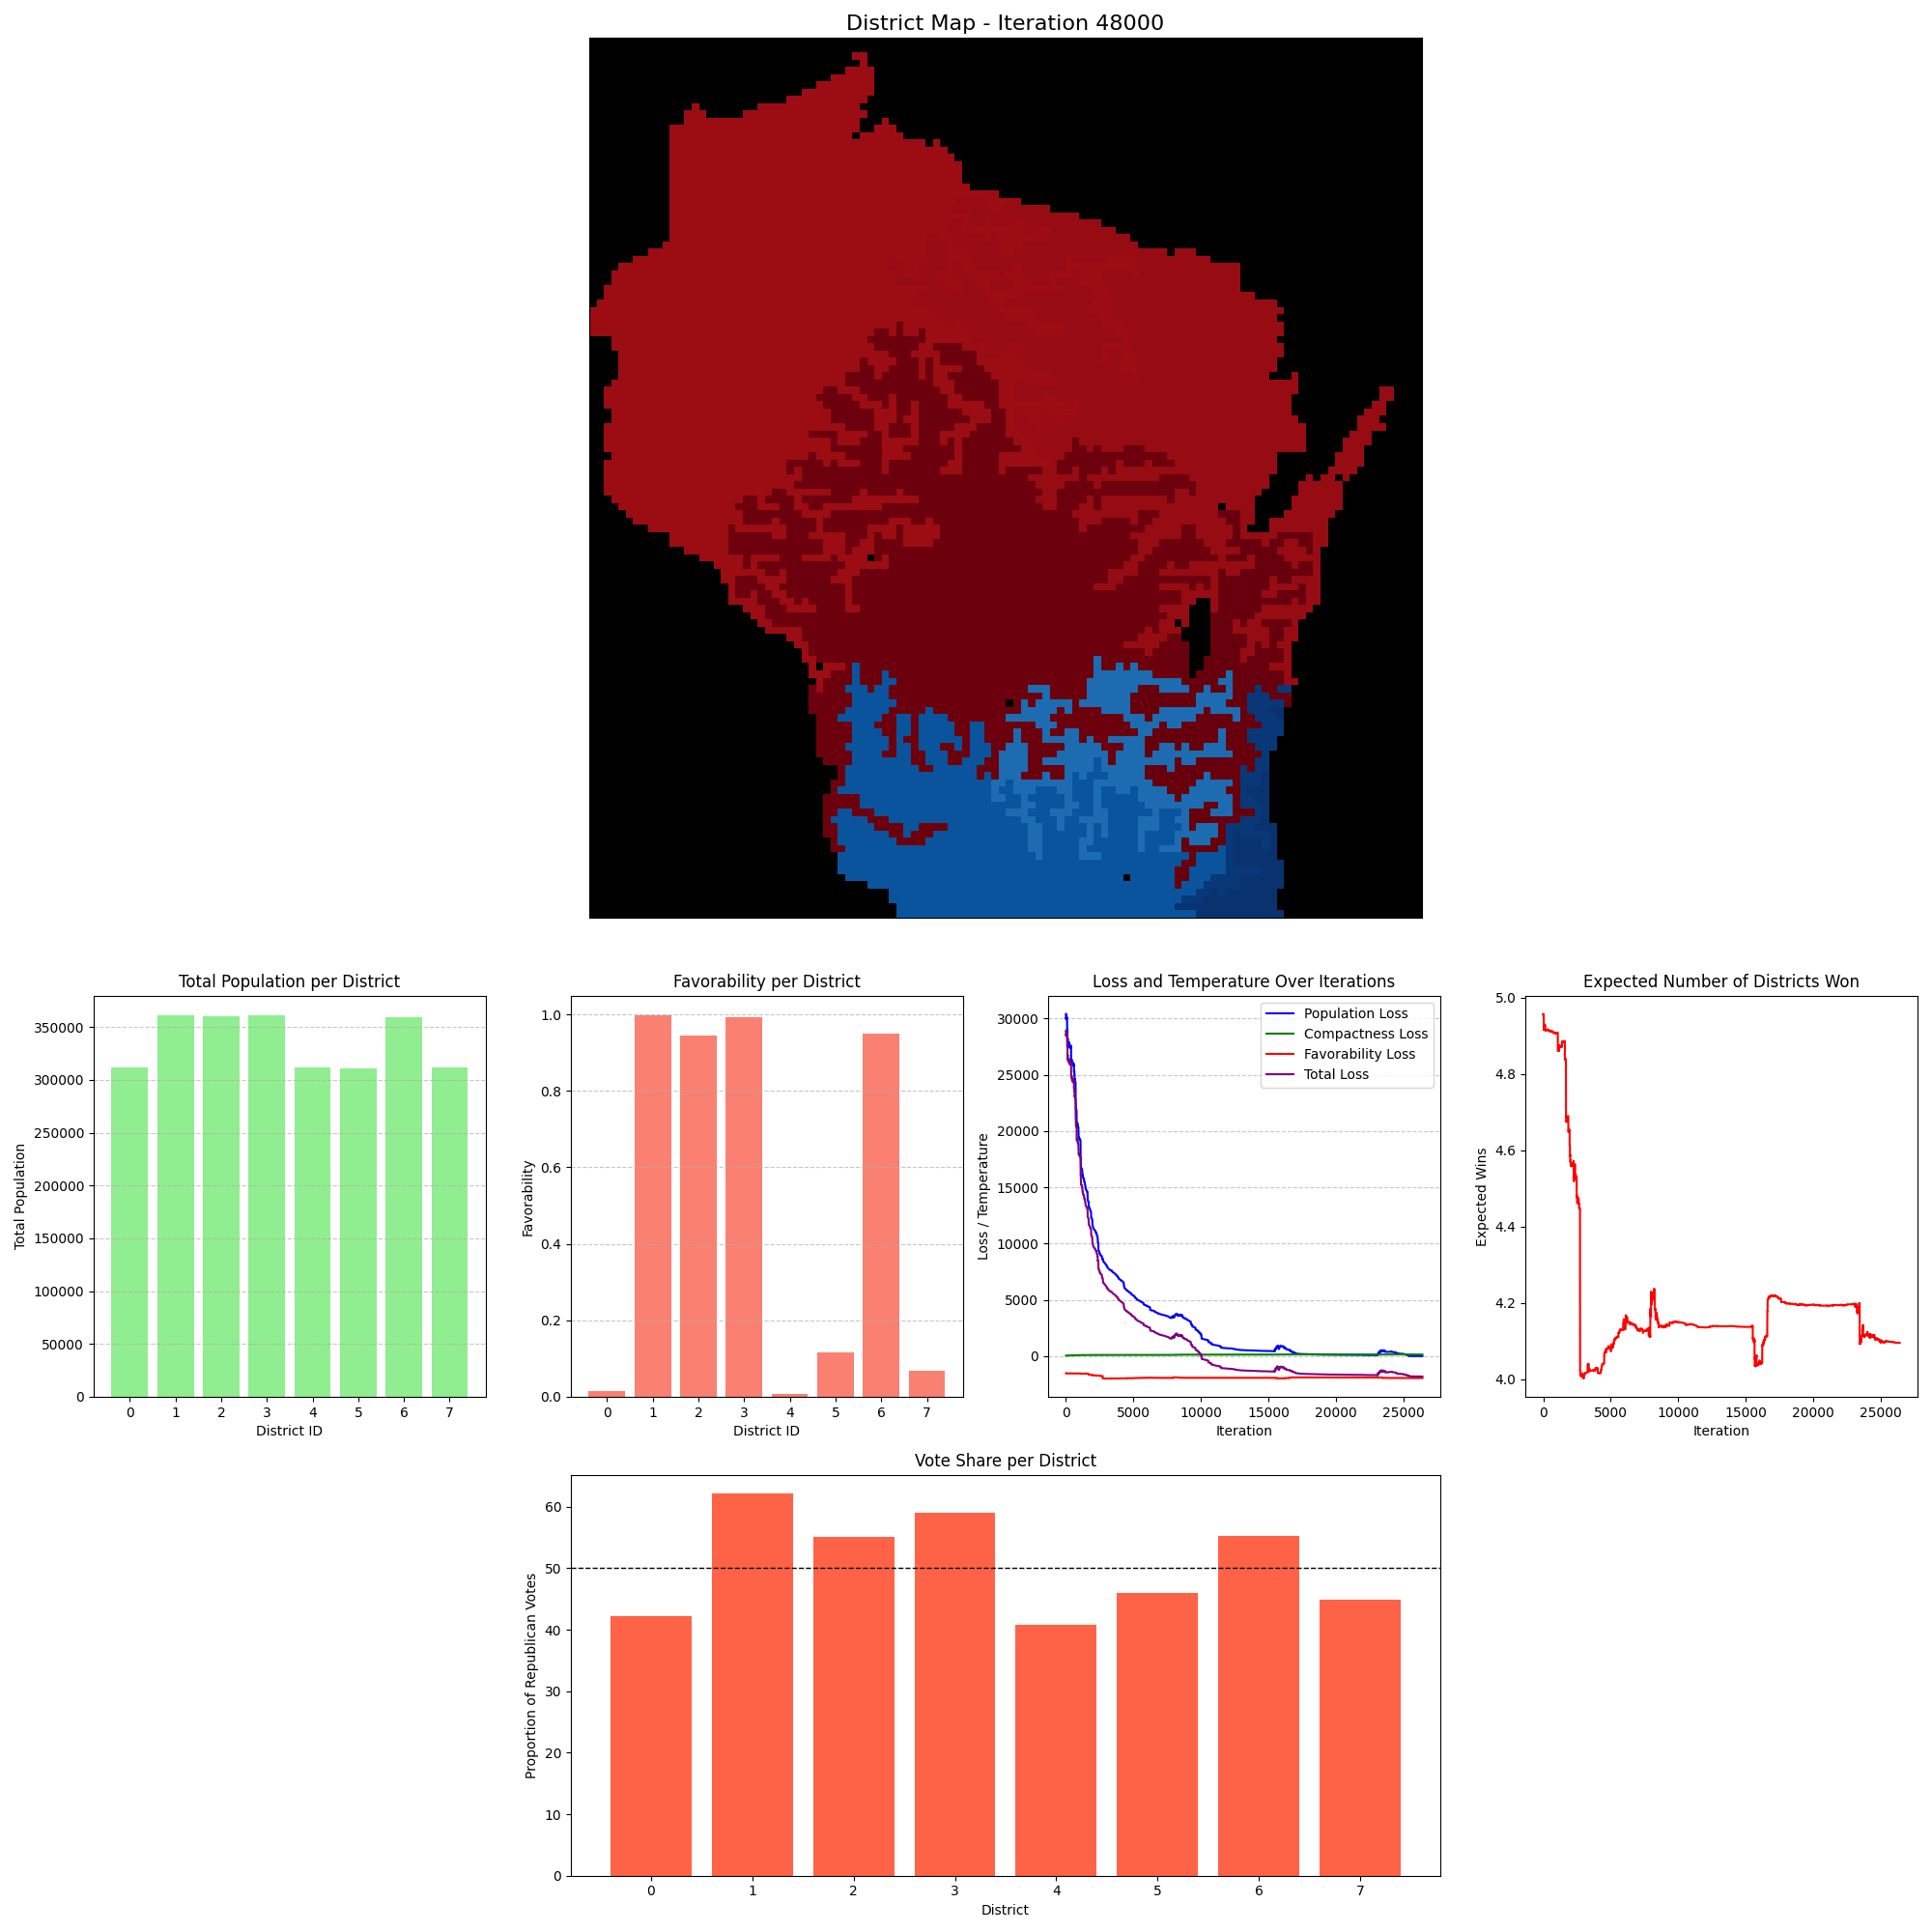 District Map - Iteration 48000
Total Population per District
Total Population
350000
300000
250000
200000
150000
100000
50000
0
0 1 2 3 4 5 6 7
District ID
Favorability per District
Favorability
1.0
0.8
0.6
0.4
0.2
0.0
0 1 2 3 4 5 6 7
District ID
Loss and Temperature Over Iterations
Loss / Temperature
30000
25000
20000
15000
10000
5000
0
Population Loss
Compactness Loss
Favorability Loss
Total Loss
0 5000 10000 15000 20000 25000
Iteration
Expected Number of Districts Won
Expected Wins
5.0
4.8
4.6
4.4
4.2
4.0
0 5000 10000 15000 20000 25000
Iteration
Vote Share per District
Proportion of Republican Votes
60
50
40
30
20
10
0
0 1 2 3 4 5 6 7
District